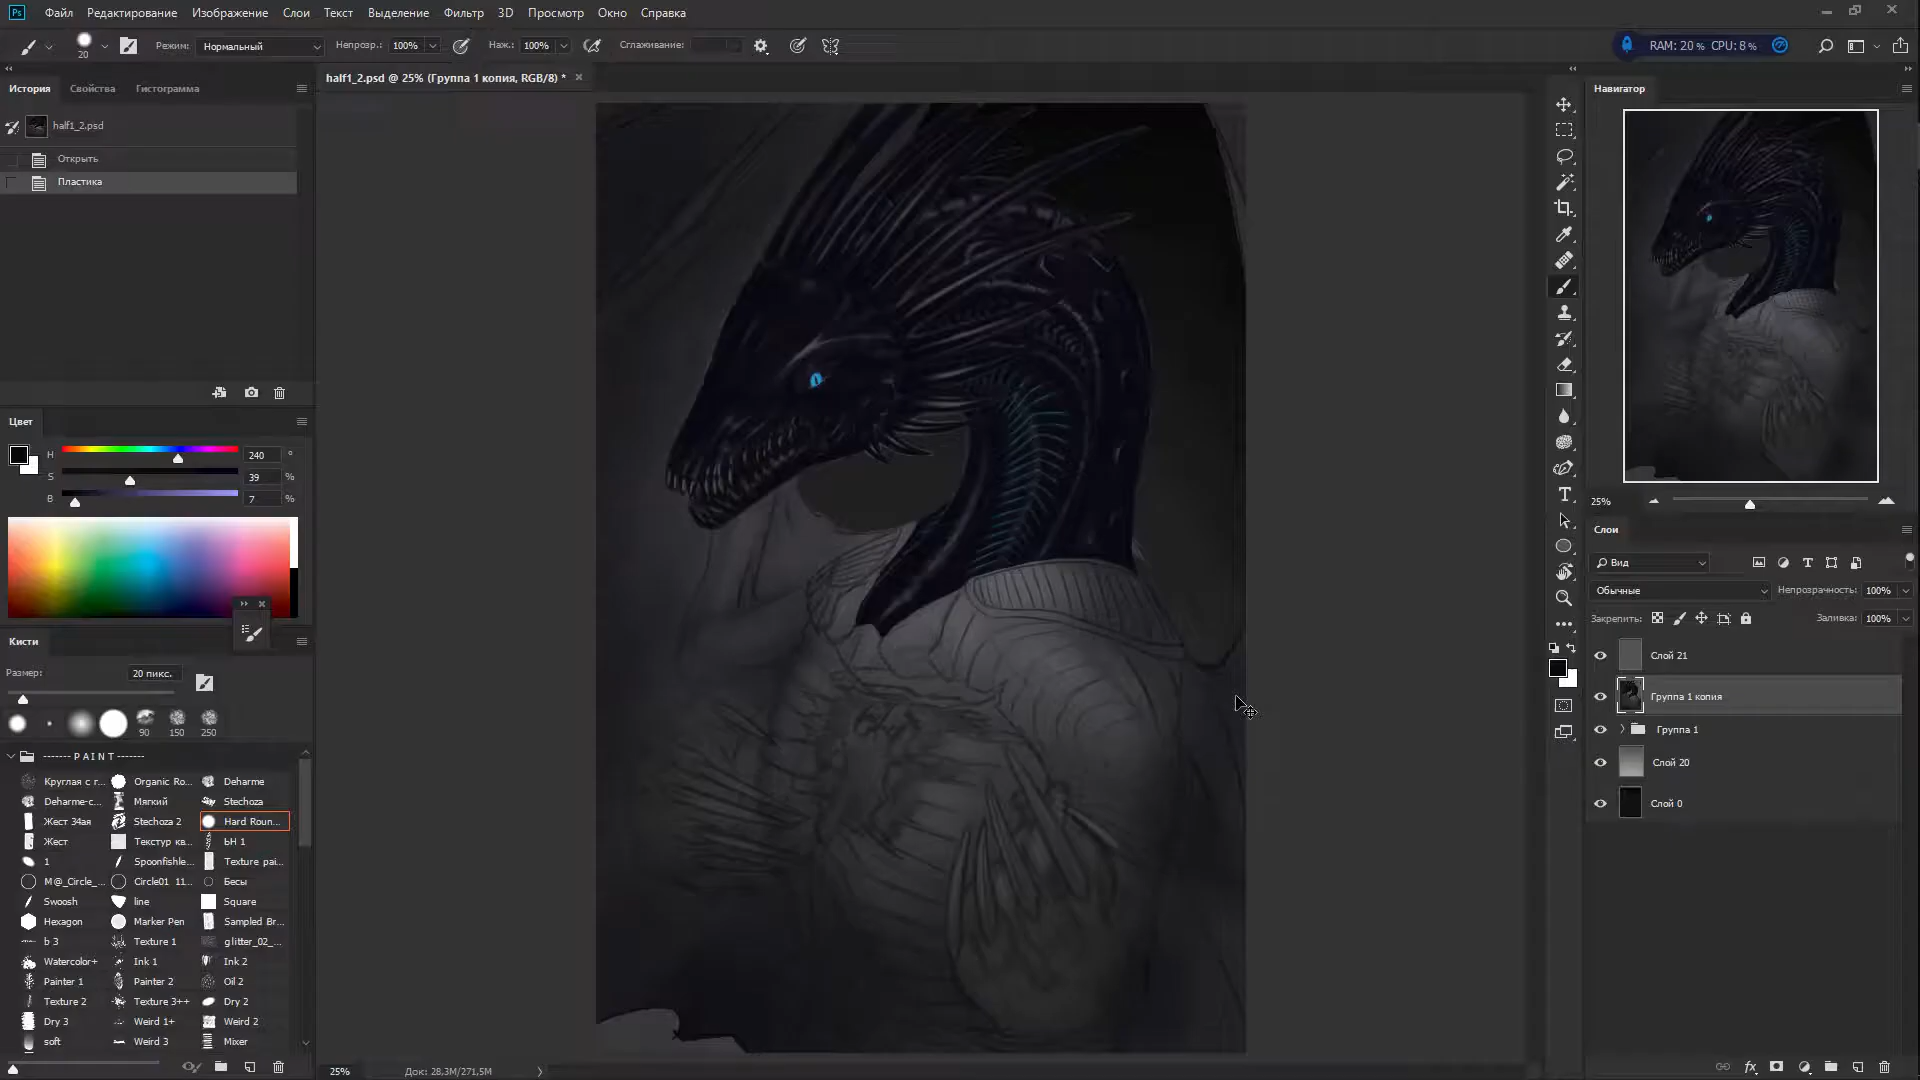 Ps Файл Редактирование Изображение Слои Текст Выделение Фильтр 3D Просмотр Окно Справка
20 Режим: Нормальный Непрозр.: 100% Наж.: 100% Сглаживание: RAM: 20 % CPU: 8 %
История Свойства Гистограмма
half1_2.psd @ 25% (Группа 1 копия, RGB/8) *
Навигатор
half1_2.psd
Открыть
Пластика
Цвет
H 240 °
S 39 %
B 7 %
Кисти
Размер: 20 пикс.
90 150 250
------- P A I N T -------
Круглая с г... Organic Ro... Deharme
Deharme-c... Мягкий Stechoza
Жест 34ая Stechoza 2 Hard Roun...
Жест Текстур кв... ЬН 1
1 Spoonfishle... Texture pai...
M@_Circle_... Circle01 11... Бесы
Swoosh line Square
Hexagon Marker Pen Sampled Br...
b 3 Texture 1 glitter_02_...
Watercolor+ Ink 1 Ink 2
Painter 1 Painter 2 Oil 2
Texture 2 Texture 3++ Dry 2
Dry 3 Weird 1+ Weird 2
soft Weird 3 Mixer
25% Док: 28,3M/271,5M
25%
Слои
Вид
Обычные Непрозрачность: 100%
Закрепить: Заливка: 100%
Слой 21
Группа 1 копия
Группа 1
Слой 20
Слой 0
fx